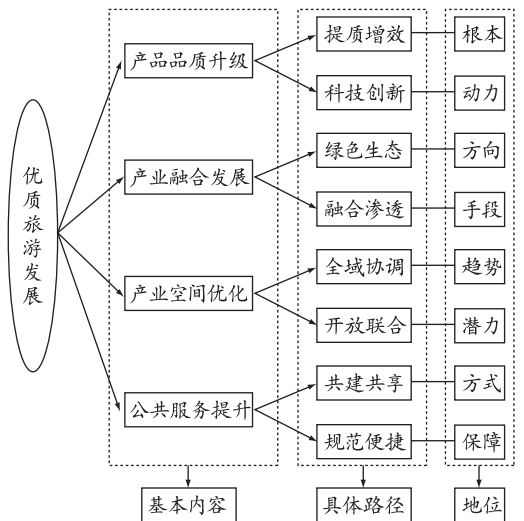 优质旅游发展
产品品质升级
产业融合发展
产业空间优化
公共服务提升
基本内容
提质增效
科技创新
绿色生态
融合渗透
全域协调
开放联合
共建共享
规范便捷
具体路径
根本
动力
方向
手段
趋势
潜力
方式
保障
地位